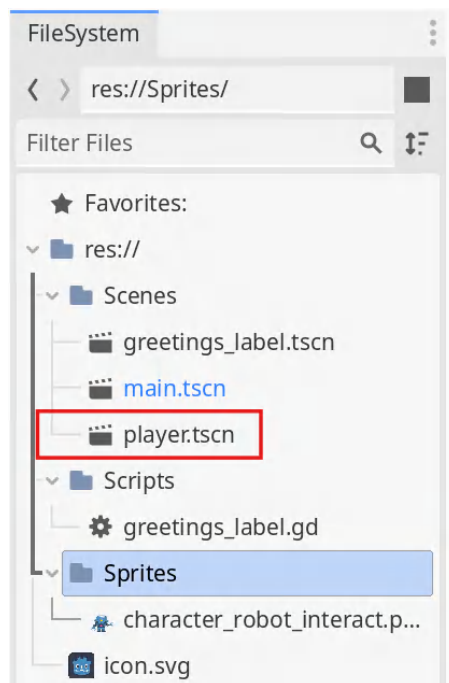 FileSystem
res://Sprites/
Filter Files
Favorites:
res://
Scenes
greetings_label.tscn
main.tscn
player.tscn
Scripts
greetings_label.gd
Sprites
character_robot_interact.p...
icon.svg